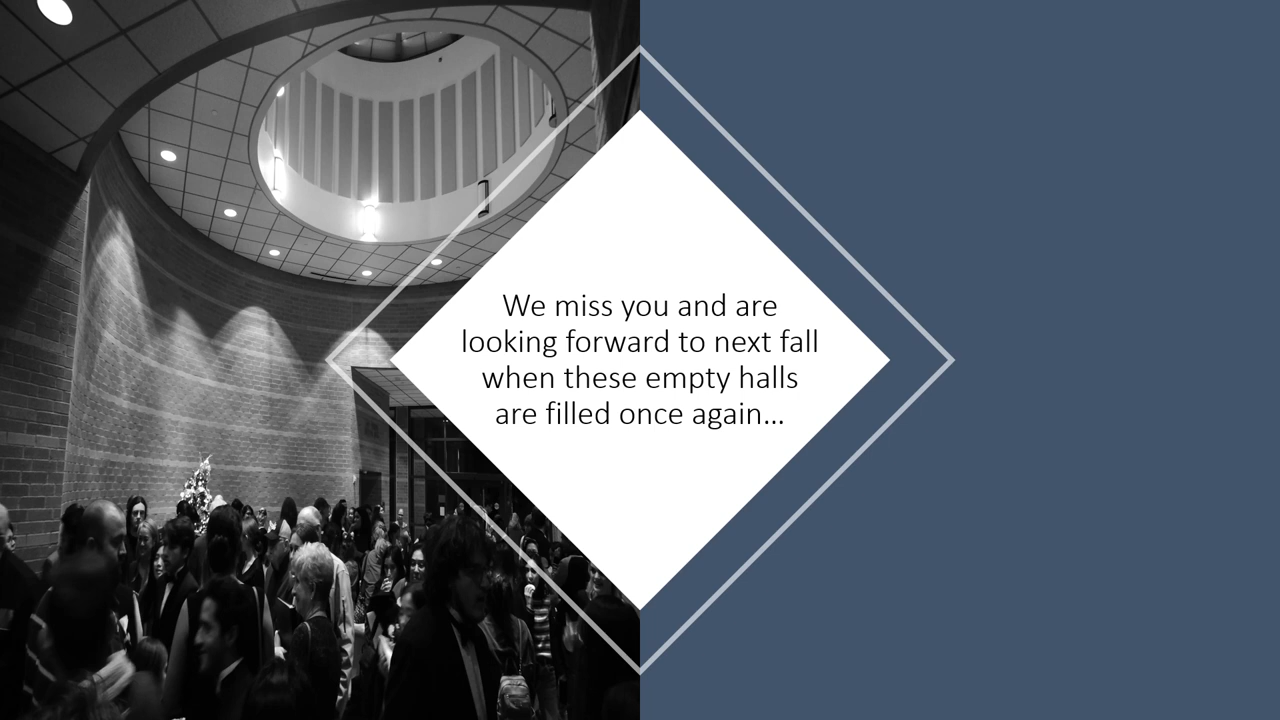 We miss you and are
looking forward to next fall
when these empty halls
are filled once again...